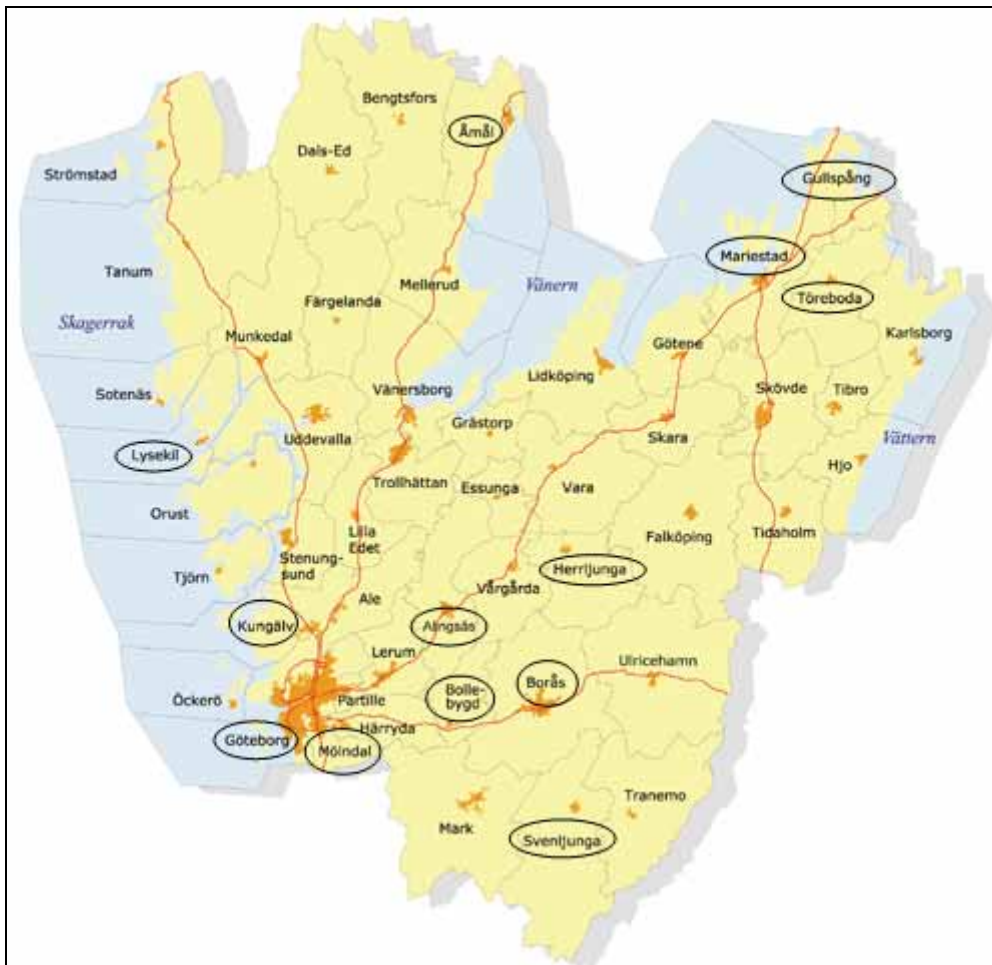 Bengtsfors
Åmål
Dals-Ed
Strömstad
Gullspång
Mariestad
Tanum
Mellerud
Vänern
Töreboda
Färgelanda
Skagerrak
Munkedal
Götene
Karlsborg
Lidköping
Sotenäs
Vänersborg
Skövde
Tibro
Uddevalla
Grästorp
Skara
Vättern
Lysekil
Hjo
Trollhättan
Essunga
Vara
Orust
Lilla
Edet
Falköping
Tidaholm
Stenung-
sund
Tjörn
Herrljunga
Vårgårda
Ale
Kungälv
Alingsås
Lerum
Ulricehamn
Borås
Bolle-
bygd
Öckerö
Partille
Härryda
Göteborg
Mölndal
Tranemo
Mark
Svenljunga